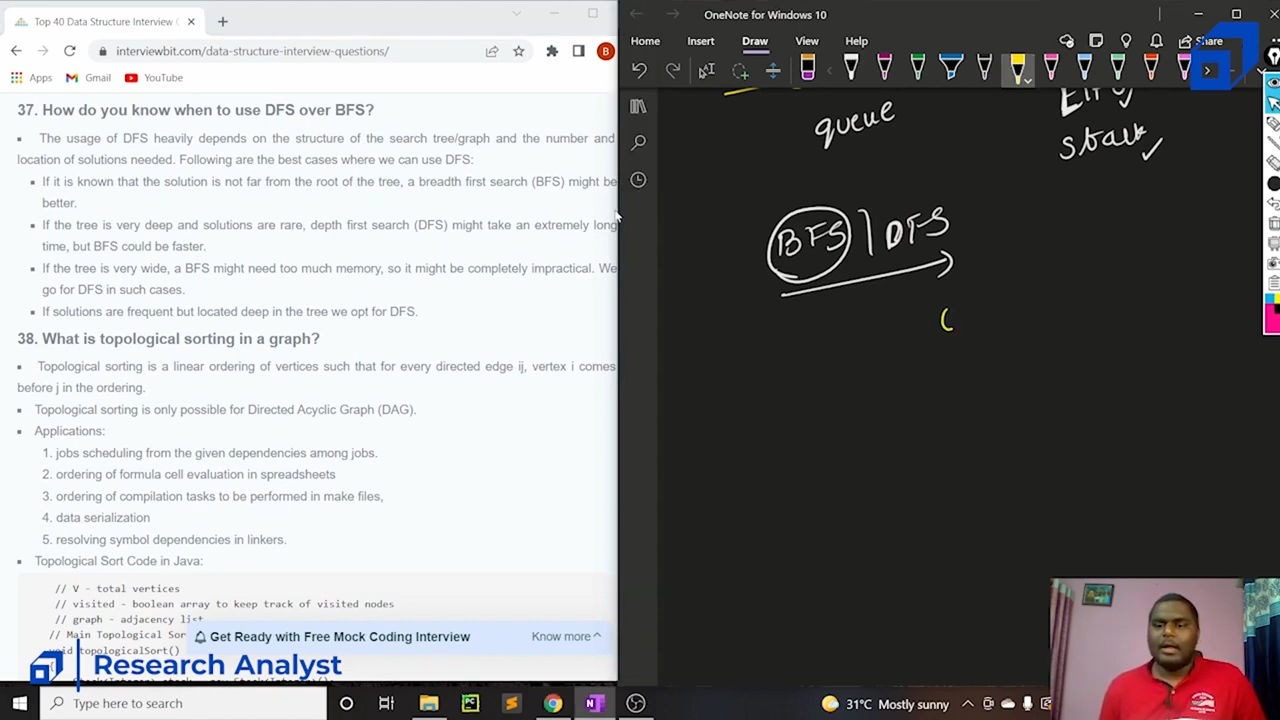 Top 40 Data Structure Interview
OneNote for Windows 10
interviewbit.com/data-structure-interview-questions/
B
Home Insert Draw View Help
Share
Apps Gmail YouTube
37. How do you know when to use DFS over BFS?
The usage of DFS heavily depends on the structure of the search tree/graph and the number and
location of solutions needed. Following are the best cases where we can use DFS:
If it is known that the solution is not far from the root of the tree, a breadth first search (BFS) might be
better.
If the tree is very deep and solutions are rare, depth first search (DFS) might take an extremely long
time, but BFS could be faster.
If the tree is very wide, a BFS might need too much memory, so it might be completely impractical. We
go for DFS in such cases.
If solutions are frequent but located deep in the tree we opt for DFS.
38. What is topological sorting in a graph?
Topological sorting is a linear ordering of vertices such that for every directed edge ij, vertex i comes
before j in the ordering.
Topological sorting is only possible for Directed Acyclic Graph (DAG).
Applications:
1. jobs scheduling from the given dependencies among jobs.
2. ordering of formula cell evaluation in spreadsheets
3. ordering of compilation tasks to be performed in make files,
4. data serialization
5. resolving symbol dependencies in linkers.
Topological Sort Code in Java:
// V - total vertices
// visited - boolean array to keep track of visited nodes
// graph - adjacency list
// Main Topological Sor
void topologicalSort()
{
Get Ready with Free Mock Coding Interview Know more
queue
stack
BFS | DFS
Research Analyst
Type here to search
31°C Mostly sunny